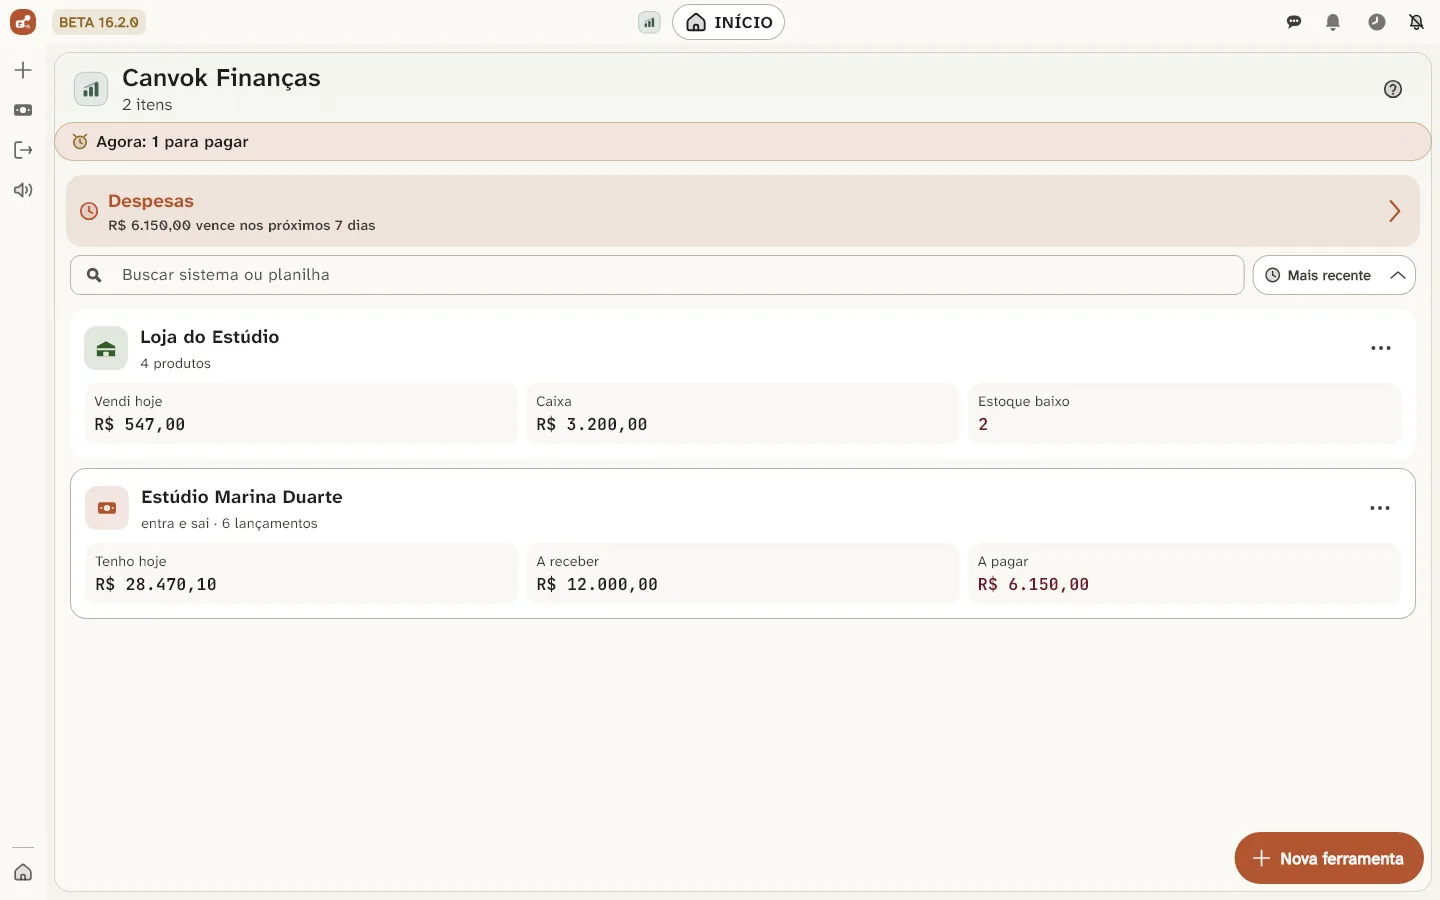 BETA 16.2.0
INÍCIO
Canvok Finanças
2 itens
Agora: 1 para pagar
Despesas
R$ 6.150,00 vence nos próximos 7 dias
Buscar sistema ou planilha
Mais recente
Loja do Estúdio
4 produtos
Vendi hoje
R$ 547,00
Caixa
R$ 3.200,00
Estoque baixo
2
Estúdio Marina Duarte
entra e sai · 6 lançamentos
Tenho hoje
R$ 28.470,10
A receber
R$ 12.000,00
A pagar
R$ 6.150,00
Nova ferramenta